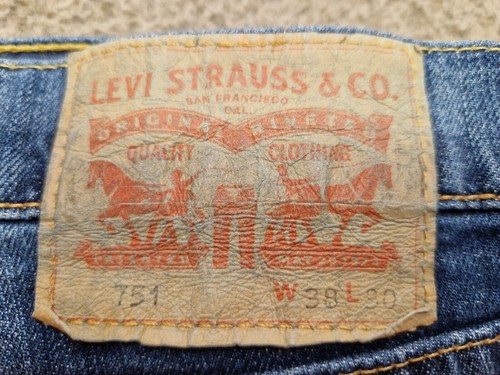 LEVI STRAUSS & CO.
SAN FRANCISCO
CAL.
ORIGINAL RIVETED
QUALITY CLOTHING
751 W 38 L 30